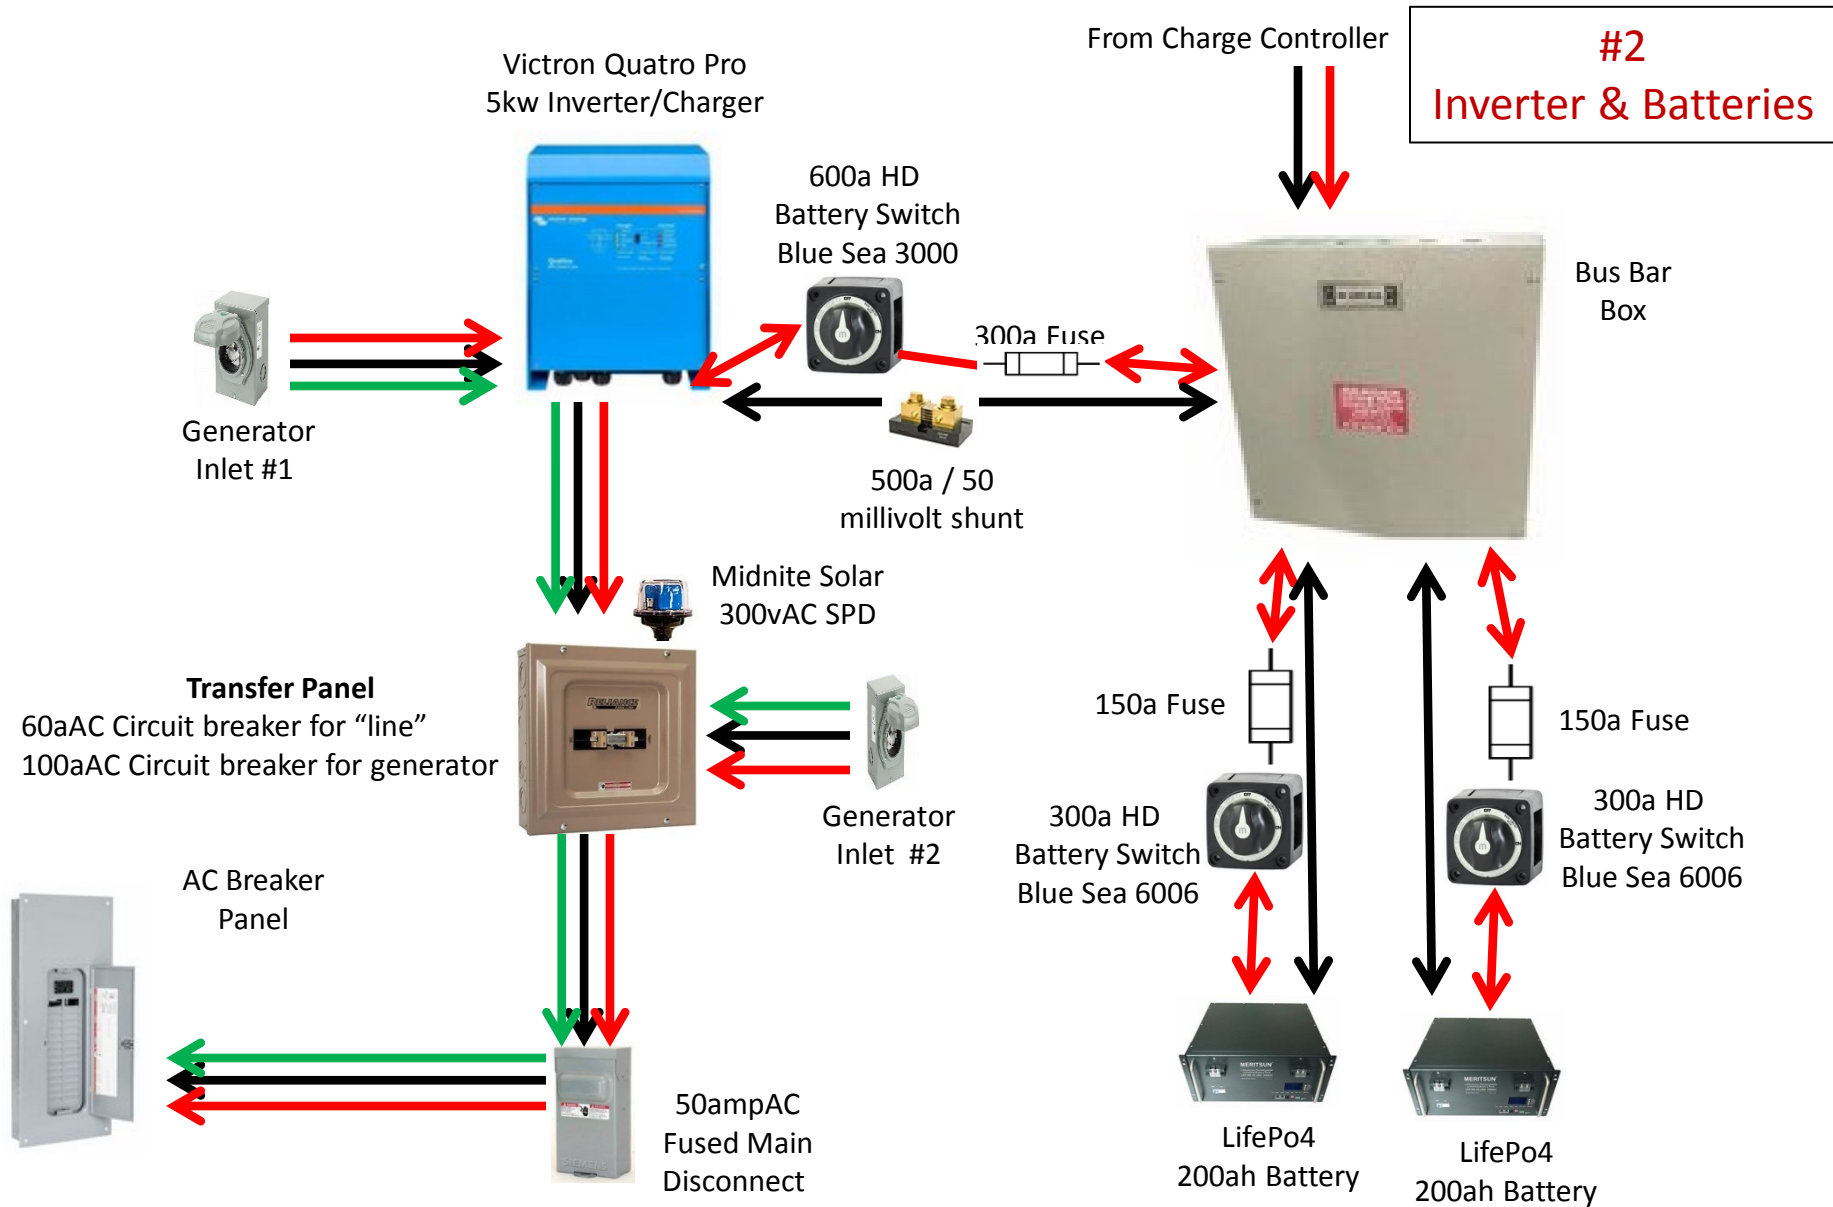 From Charge Controller
#2
Inverter & Batteries
Victron Quatro Pro
5kw Inverter/Charger
600a HD
Battery Switch
Blue Sea 3000
Bus Bar
Box
300a Fuse
Generator
Inlet #1
500a / 50
millivolt shunt
Midnite Solar
300vAC SPD
Transfer Panel
60aAC Circuit breaker for “line”
100aAC Circuit breaker for generator
RELIANCE
150a Fuse
150a Fuse
Generator
Inlet #2
300a HD
Battery Switch
Blue Sea 6006
300a HD
Battery Switch
Blue Sea 6006
AC Breaker
Panel
MERITSUN
MERITSUN
50ampAC
Fused Main
Disconnect
SIEMENS
LifePo4
200ah Battery
LifePo4
200ah Battery